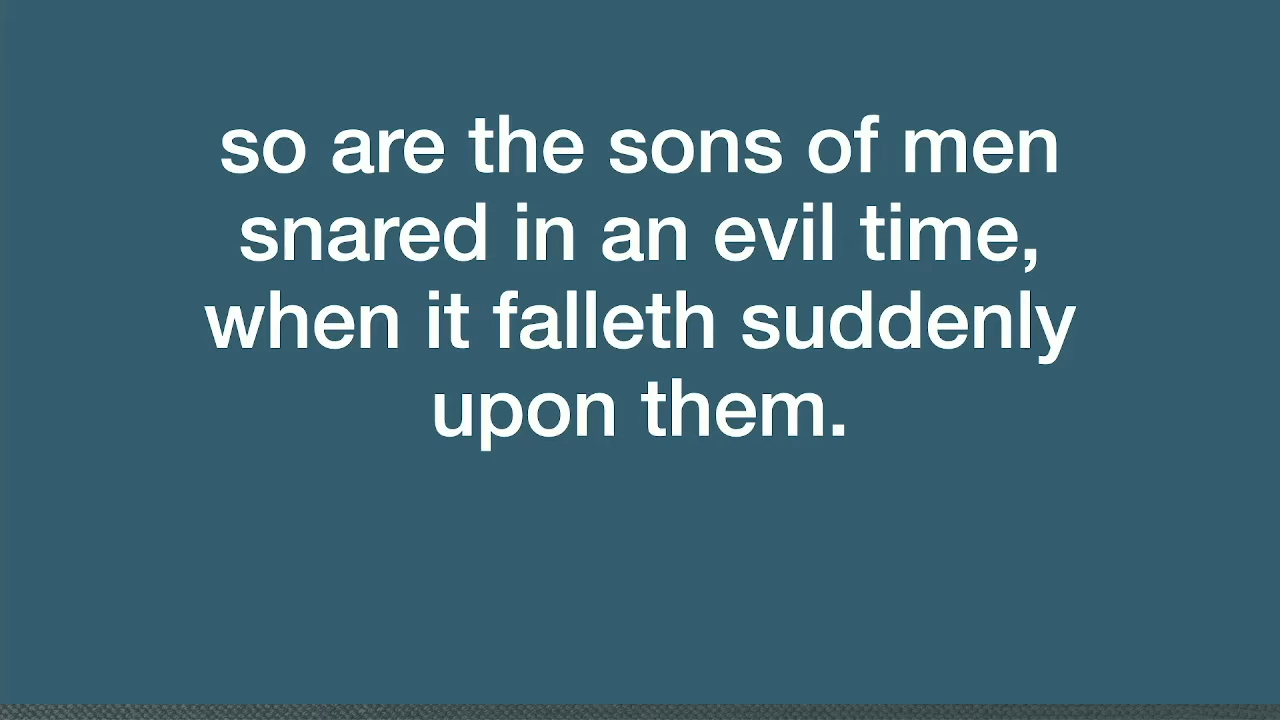 so are the sons of men
snared in an evil time,
when it falleth suddenly
upon them.